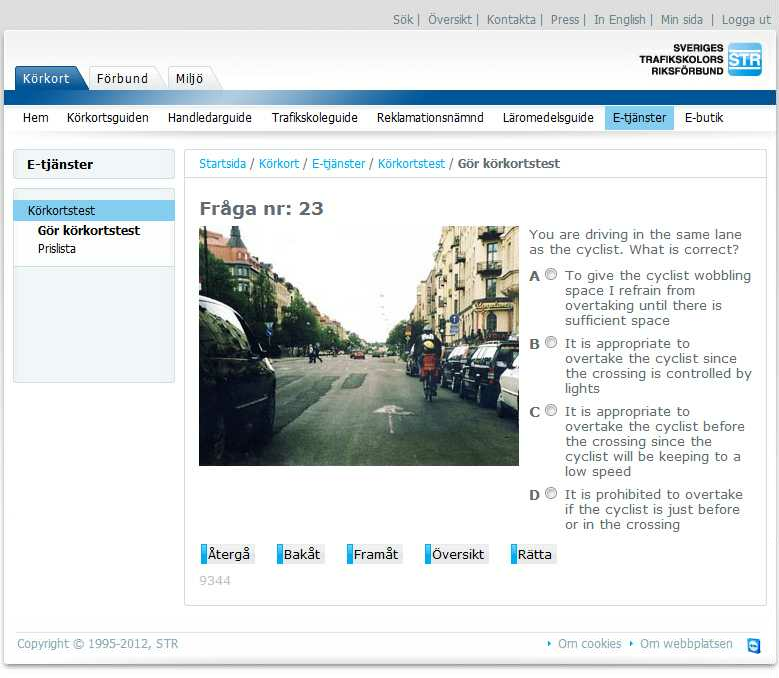 Sök | Översikt | Kontakta | Press | In English | Min sida | Logga ut
SVERIGES
TRAFIKSKOLORS
RIKSFÖRBUND
STR
Körkort Förbund Miljö
Hem Körkortsguiden Handledarguide Trafikskoleguide Reklamationsnämnd Läromedelsguide E-tjänster E-butik
E-tjänster
Körkortstest
Gör körkortstest
Prislista
Startsida / Körkort / E-tjänster / Körkortstest / Gör körkortstest
Fråga nr: 23
You are driving in the same lane
as the cyclist. What is correct?
A To give the cyclist wobbling
space I refrain from
overtaking until there is
sufficient space
B It is appropriate to
overtake the cyclist since
the crossing is controlled by
lights
C It is appropriate to
overtake the cyclist before
the crossing since the
cyclist will be keeping to a
low speed
D It is prohibited to overtake
if the cyclist is just before
or in the crossing
Återgå Bakåt Framåt Översikt Rätta
9344
Copyright © 1995-2012, STR
Om cookies Om webbplatsen